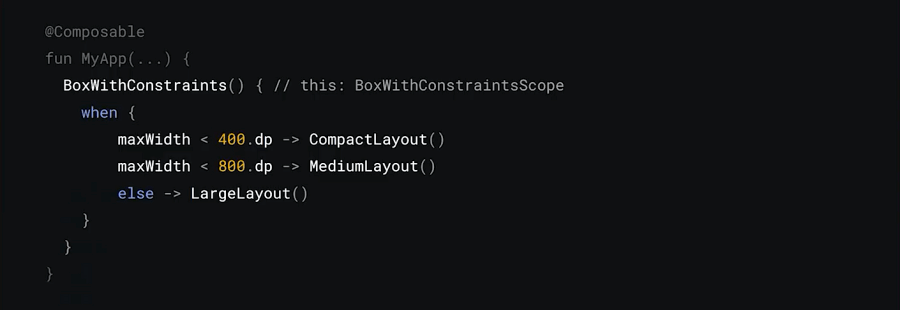 @Composable
fun MyApp(...) {
BoxWithConstraints() { // this: BoxWithConstraintsScope
when {
maxWidth < 400.dp -> CompactLayout()
maxWidth < 800.dp -> MediumLayout()
else -> LargeLayout()
}
}
}